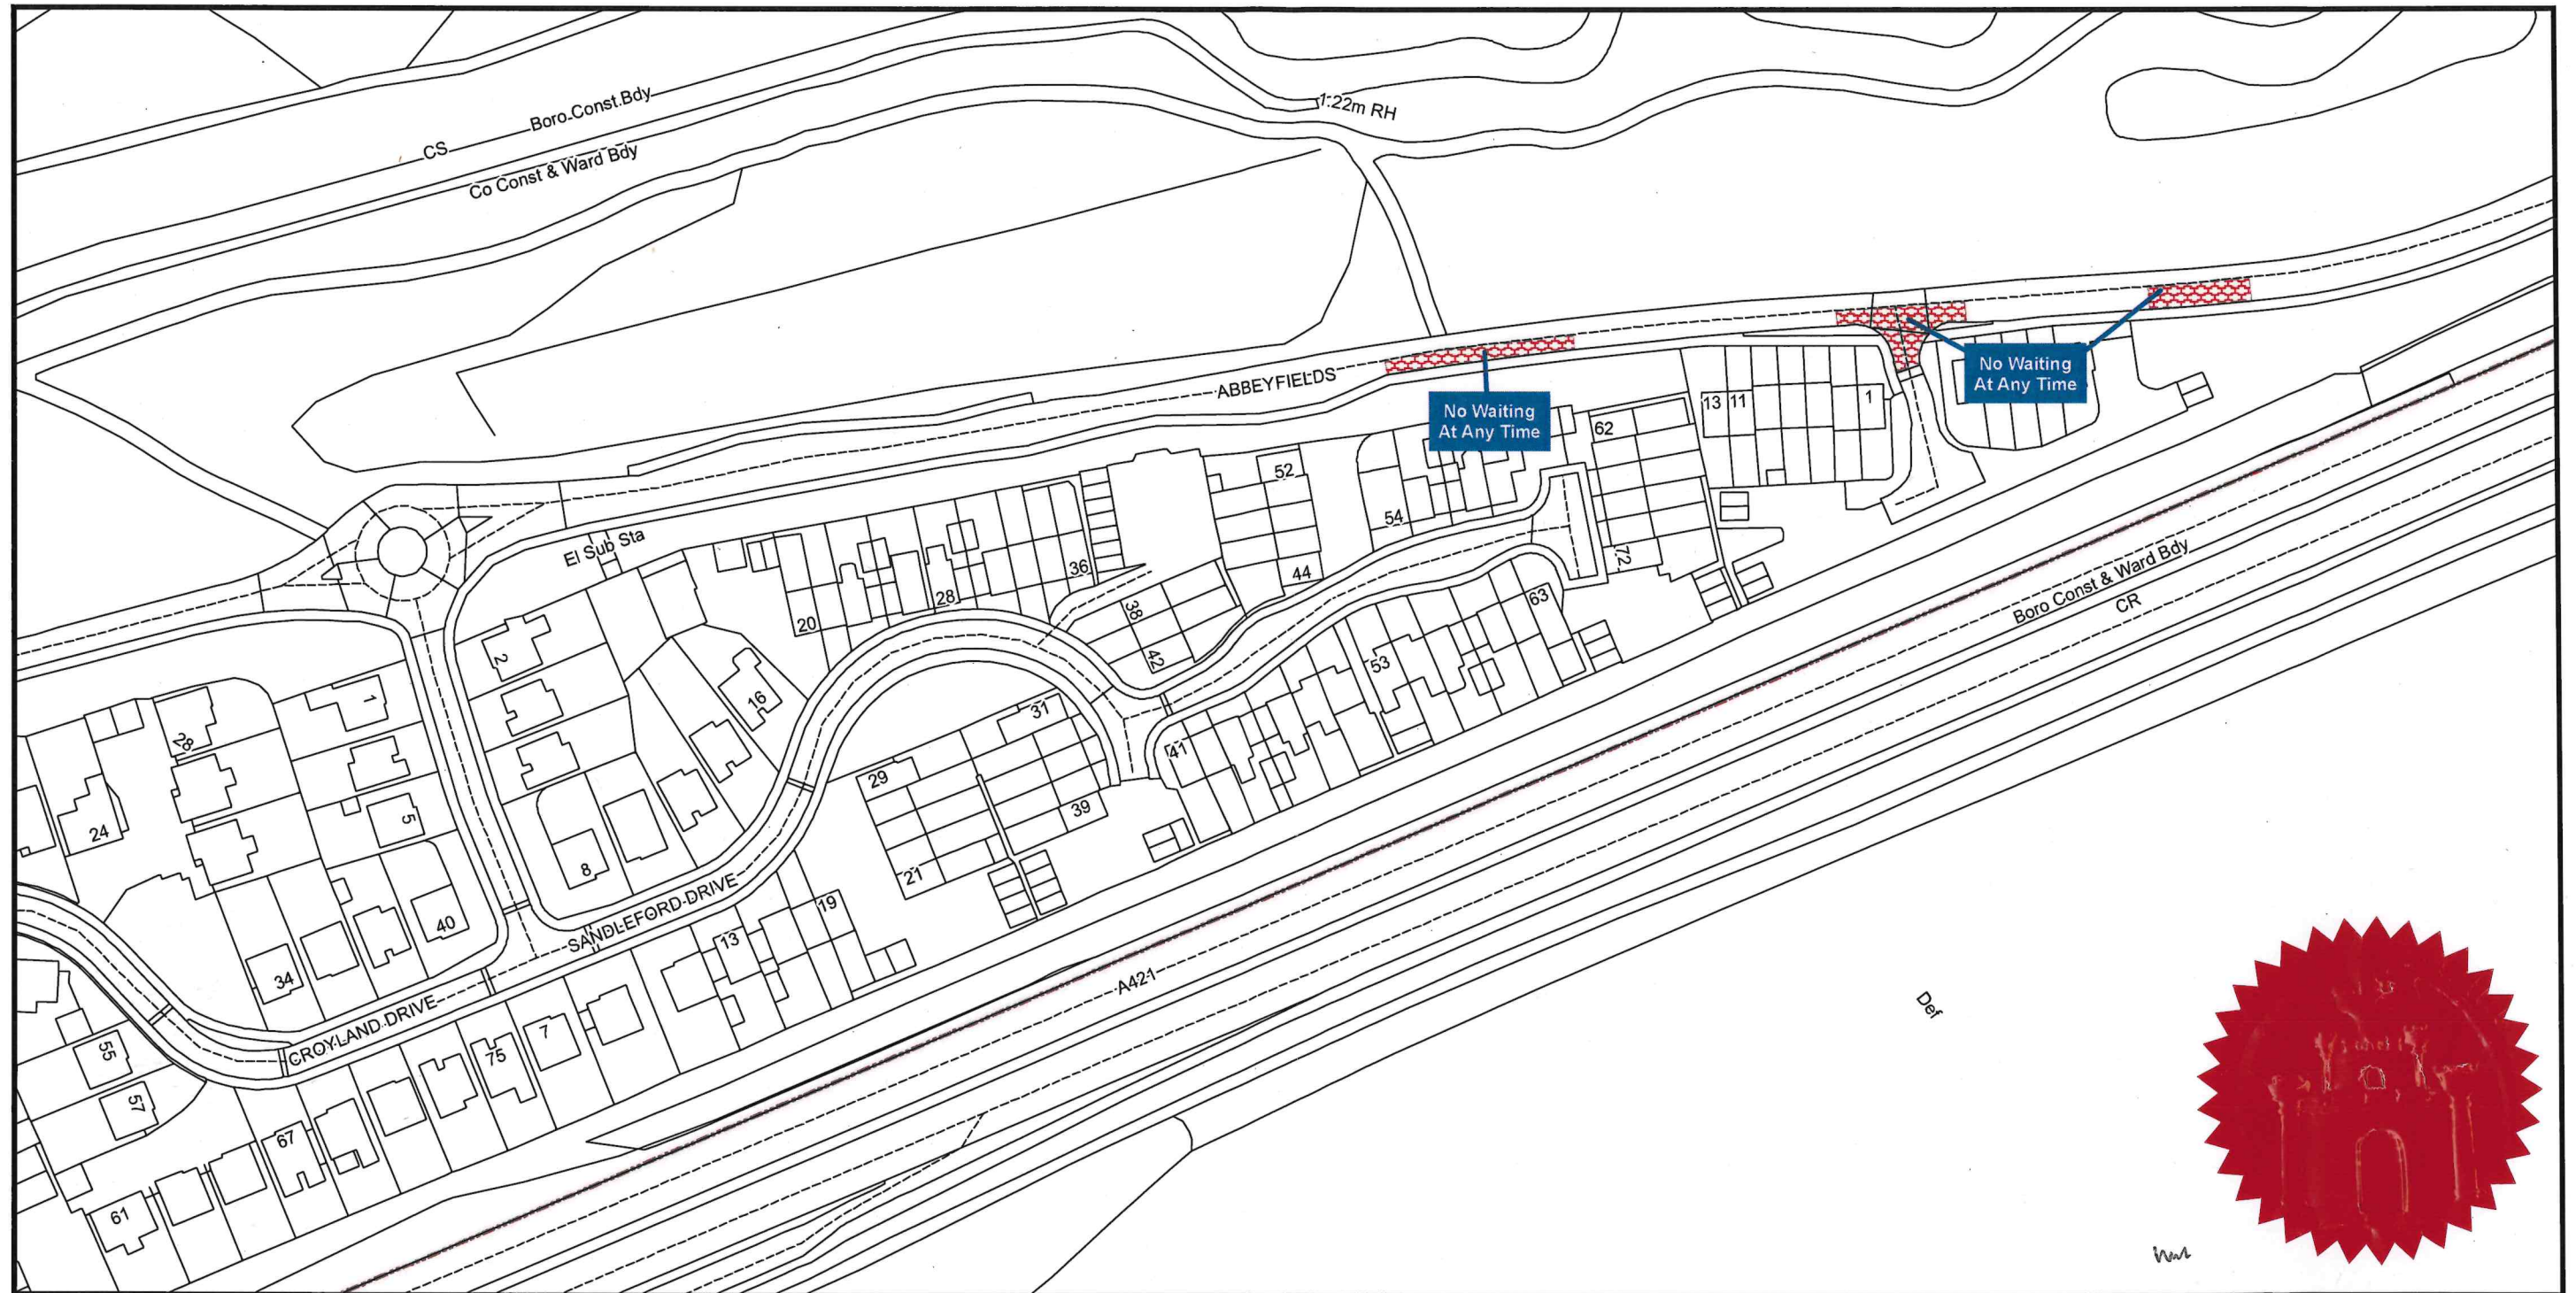 Boro Const Bdy
CS
Co Const & Ward Bdy
1.22m RH
ABBEYFIELDS
No Waiting
At Any Time
No Waiting
At Any Time
13 11
1
62
52
54
El Sub Sta
72
36
44
28
20
38
42
63
Boro Const & Ward Bdy
CR
2
53
16
1
31
41
28
29
39
5
24
8
21
SANDLEFORD DRIVE
19
40
13
34
A421
Def
CROYLAND DRIVE
7
75
55
57
67
61